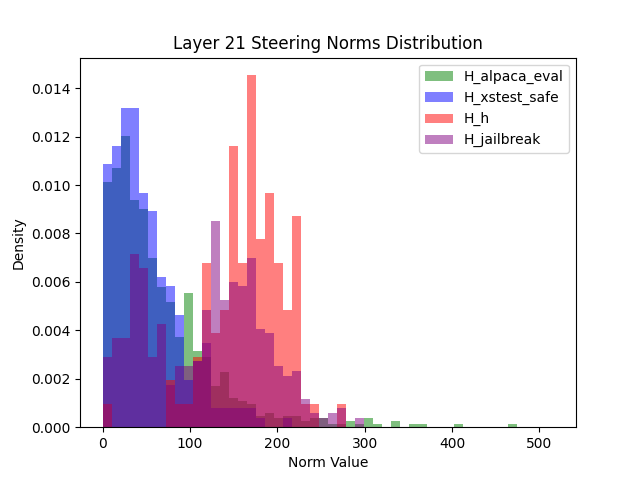 Layer 21 Steering Norms Distribution
H_alpaca_eval
H_xstest_safe
H_h
H_jailbreak
Density
0.014
0.012
0.010
0.008
0.006
0.004
0.002
0.000
0 100 200 300 400 500
Norm Value